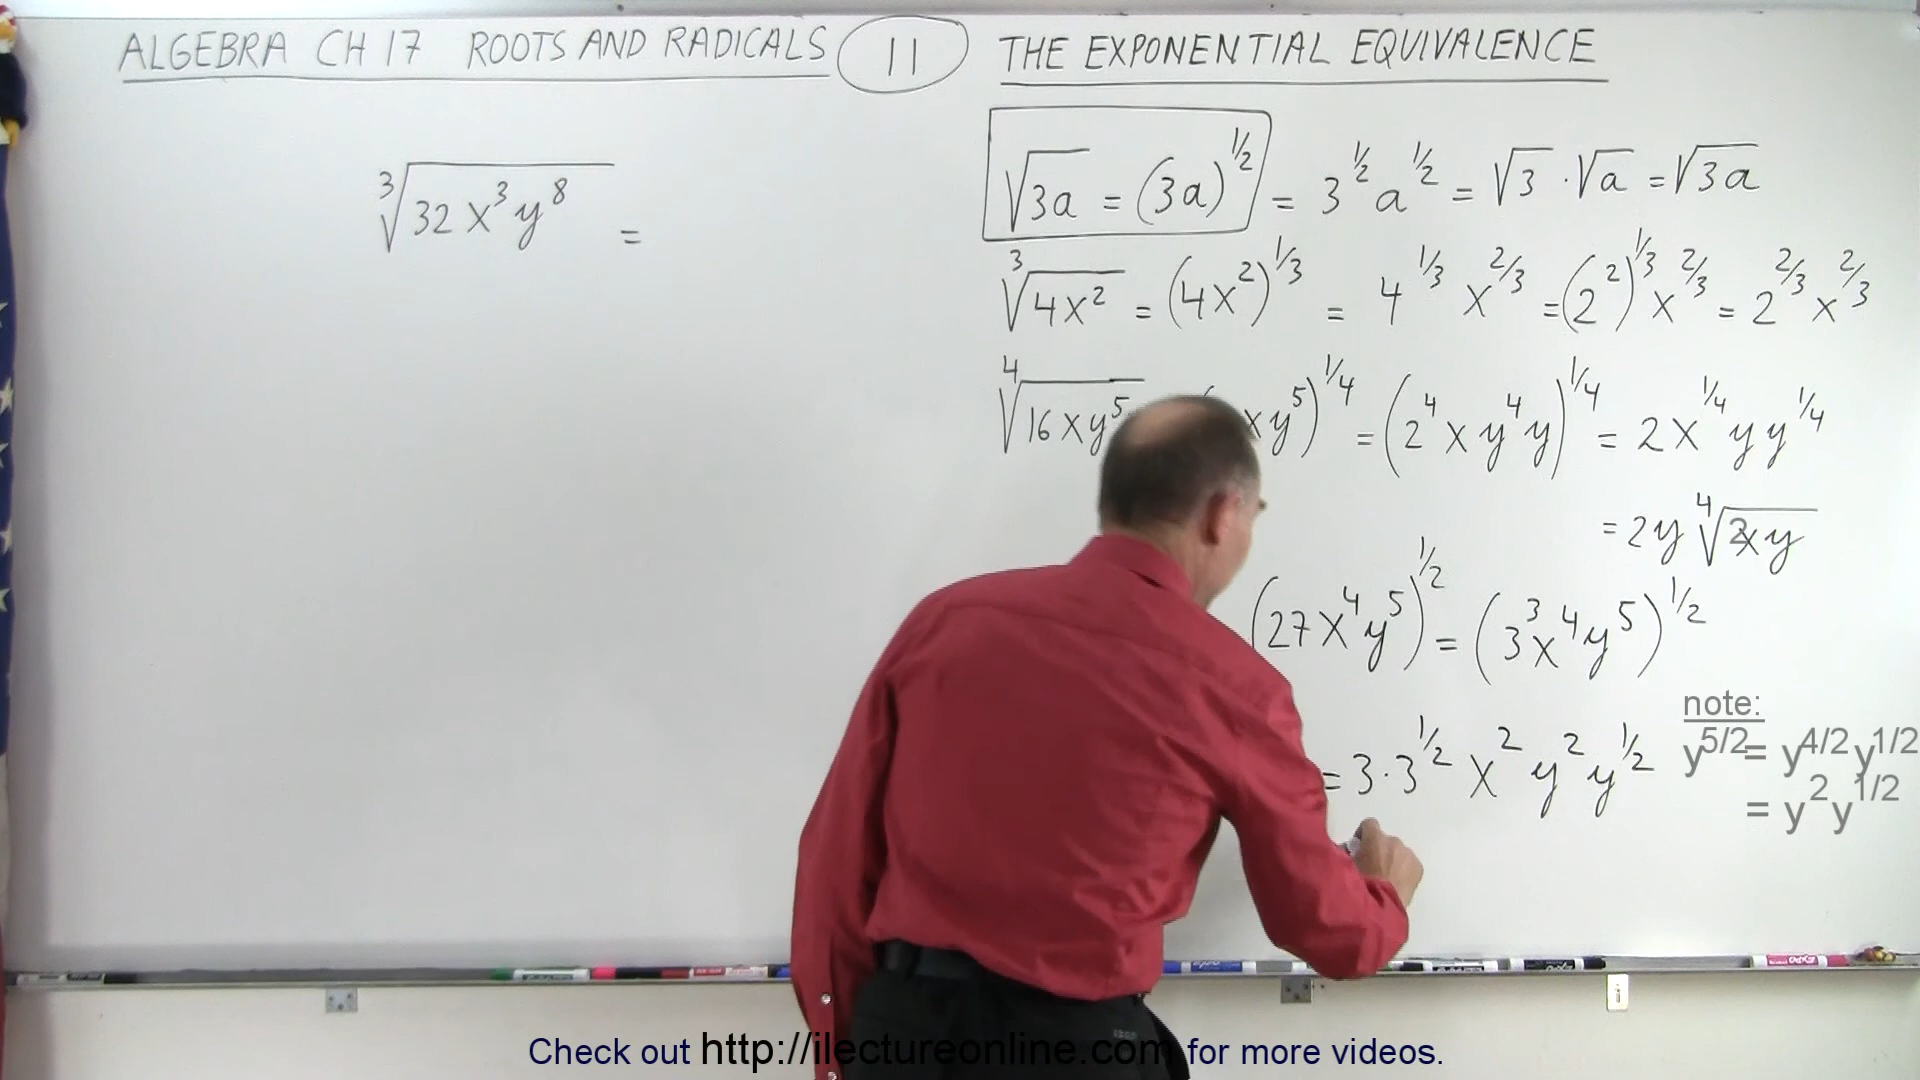 ALGEBRA CH 17 ROOTS AND RADICALS 11 THE EXPONENTIAL EQUIVALENCE
∛(32x³y⁸) =
√(3a) = (3a)^½ = 3^½ a^½ = √3 · √a = √(3a)
∛(4x²) = (4x²)^⅓ = 4^⅓ x^⅔ = (2²)^⅓ x^⅔ = 2^⅔ x^⅔
∜(16xy⁵) xy⁵)^¼ = (2⁴xy⁴y)^¼ = 2x^¼ y y^¼
= 2y ∜(xy)
(27x⁴y⁵)^½ = (3³x⁴y⁵)^½
= 3·3^½ x² y² y^½
note:
y^5/2 = y^4/2 y^1/2
= y² y^1/2
Check out http://ilectureonline.com for more videos.